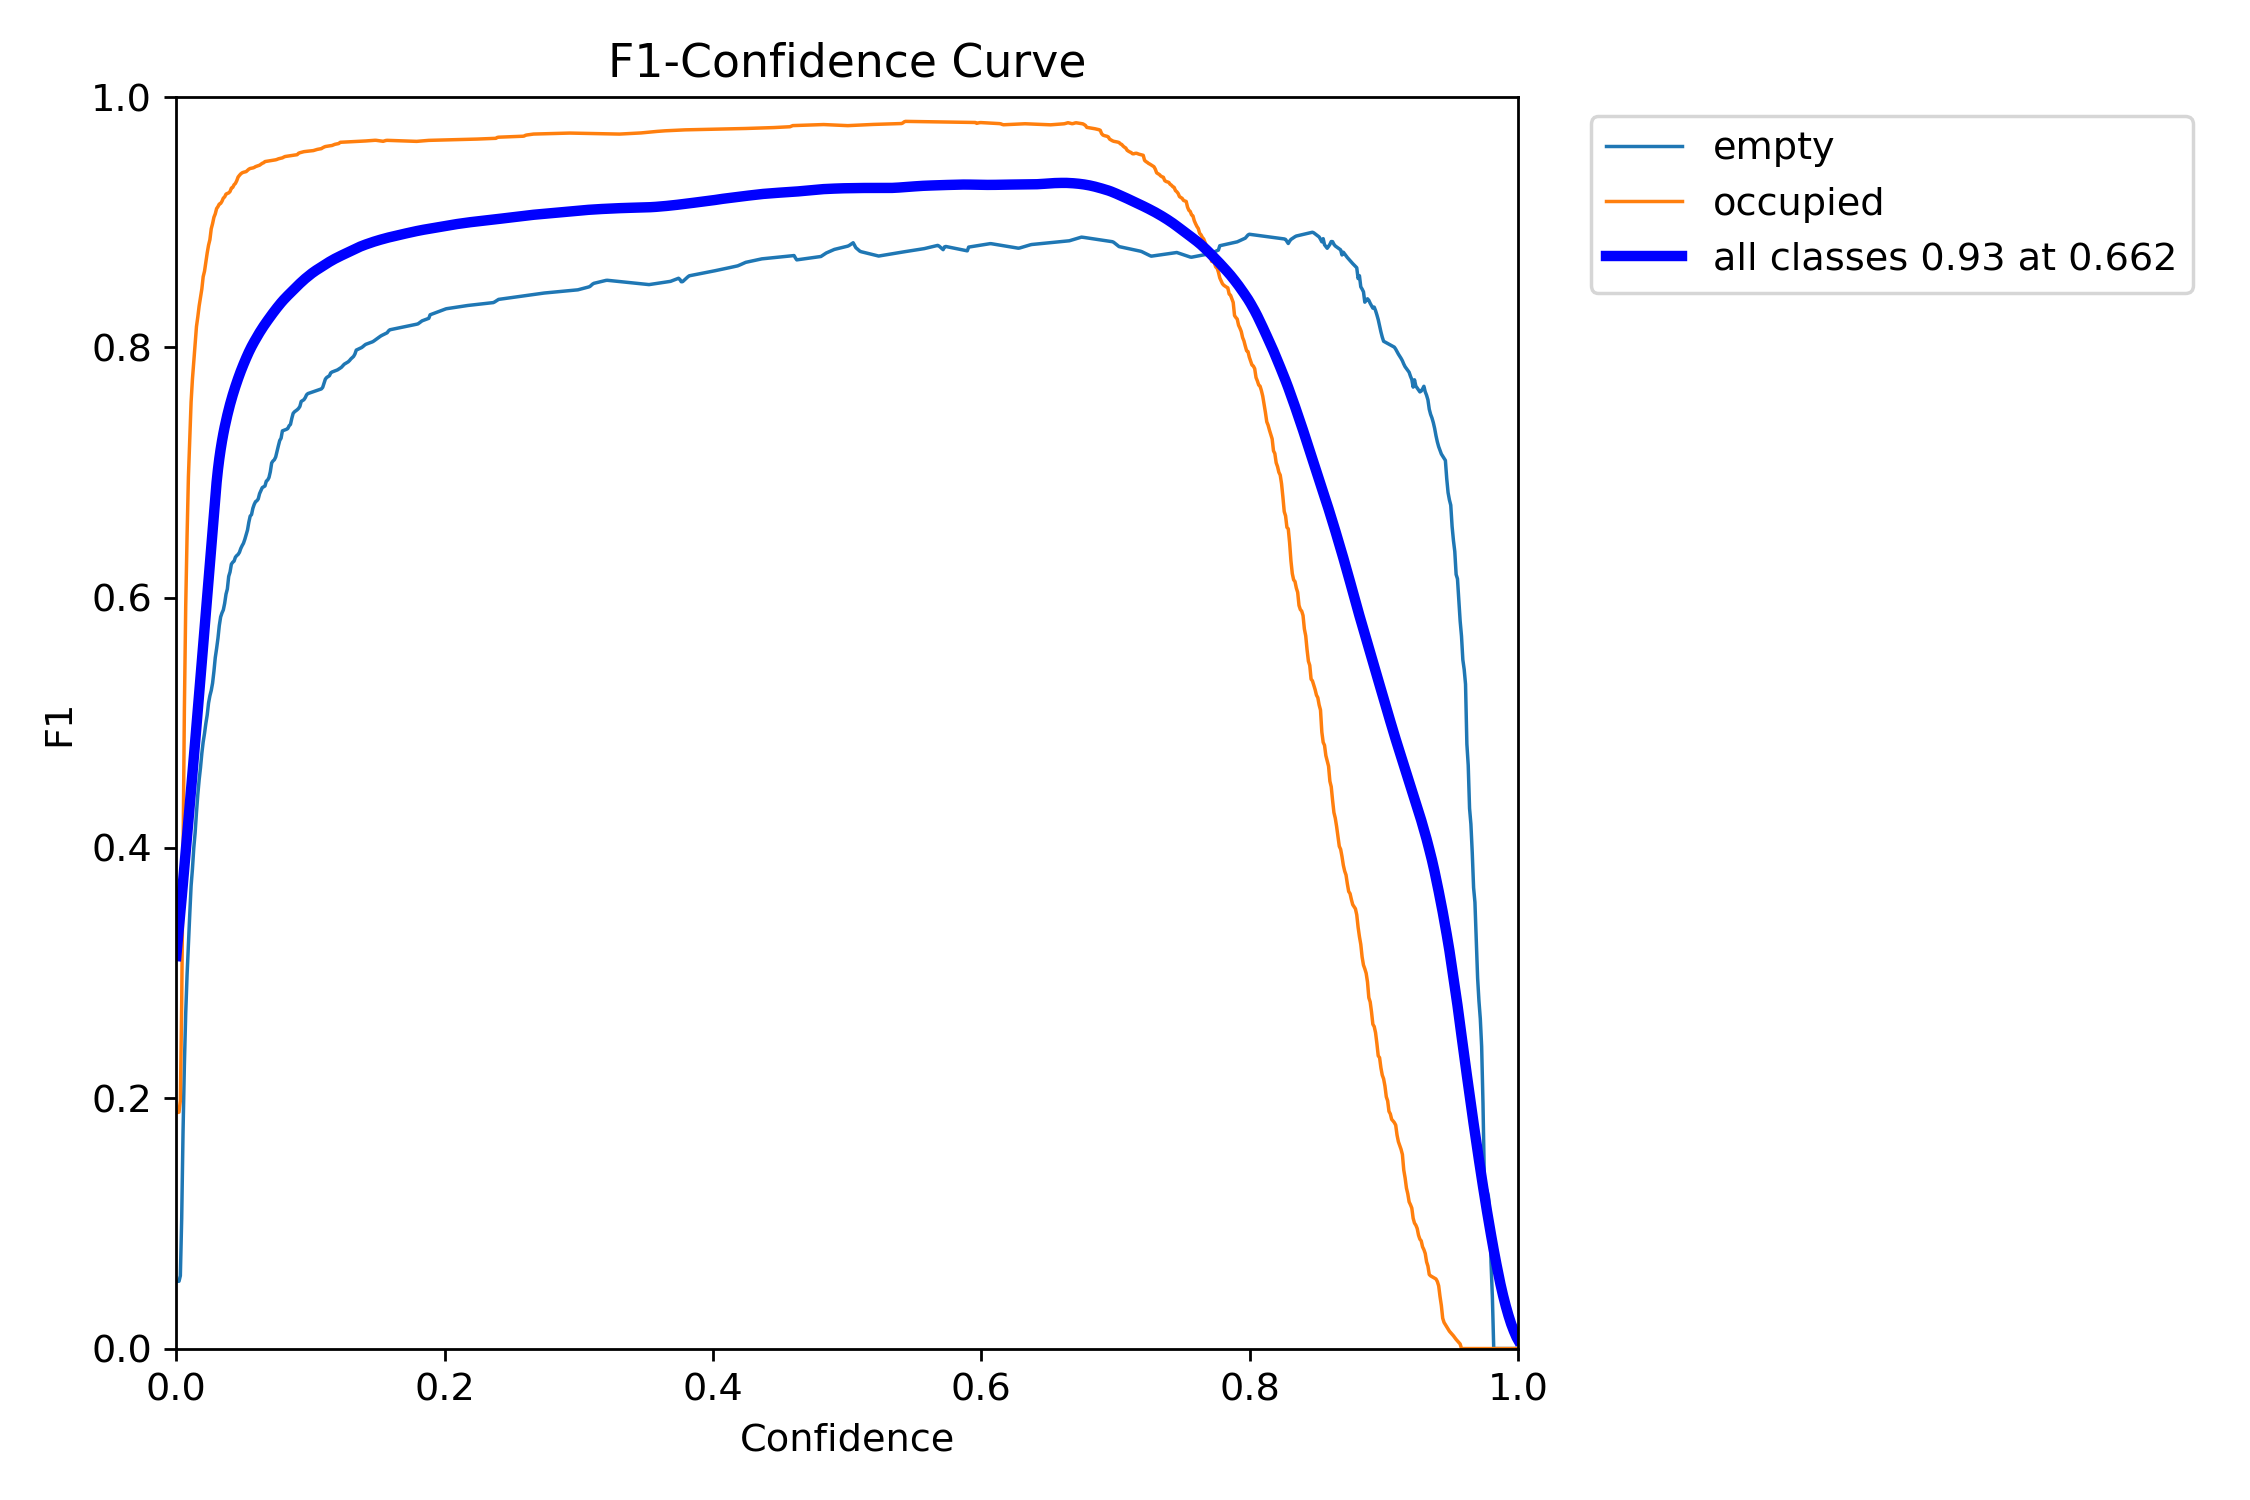 F1-Confidence Curve
1.0
0.8
0.6
0.4
0.2
0.0
F1
0.0 0.2 0.4 0.6 0.8 1.0
Confidence
empty
occupied
all classes 0.93 at 0.662